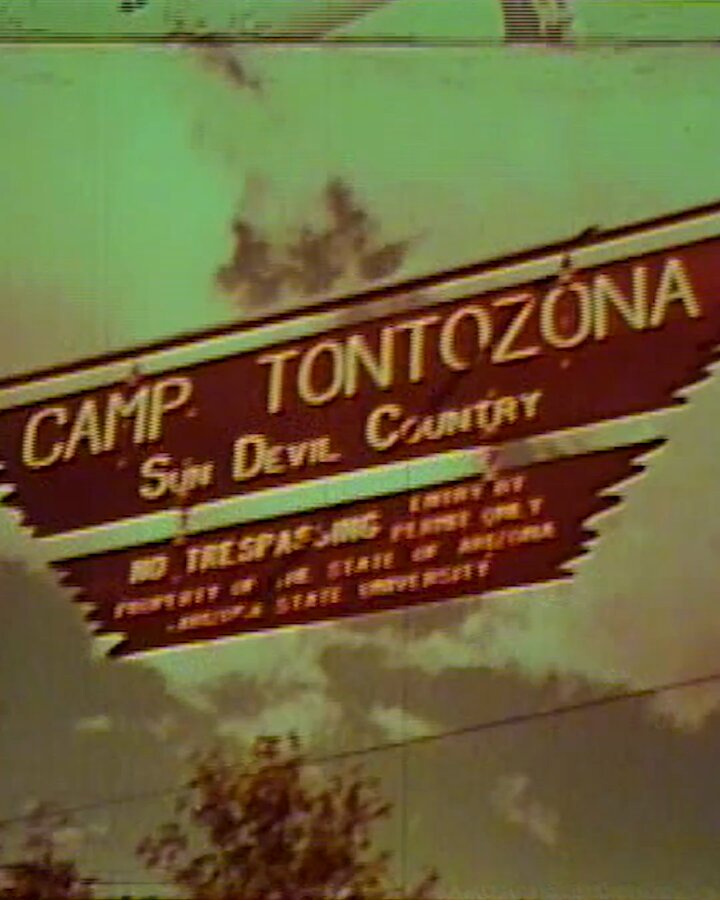 CAMP TONTOZONA
SUN DEVIL COUNTRY
NO TRESPASSING ENTRY BY PERMIT ONLY
PROPERTY OF THE STATE OF ARIZONA
-ARIZONA STATE UNIVERSITY